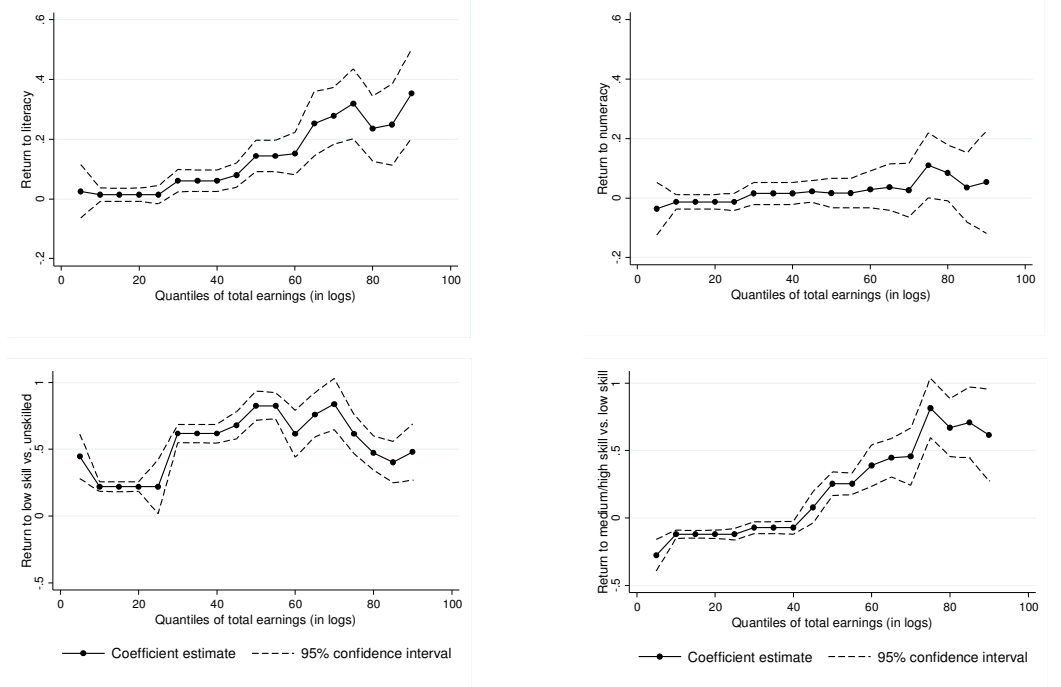 Return to literacy
.6
.4
.2
0
-.2
0 20 40 60 80 100
Quantiles of total earnings (in logs)
Return to numeracy
.6
.4
.2
0
-.2
0 20 40 60 80 100
Quantiles of total earnings (in logs)
Return to low skill vs. unskilled
1
.5
0
-.5
0 20 40 60 80 100
Quantiles of total earnings (in logs)
Coefficient estimate 95% confidence interval
Return to medium/high skill vs. low skill
1
.5
0
-.5
0 20 40 60 80 100
Quantiles of total earnings (in logs)
Coefficient estimate 95% confidence interval